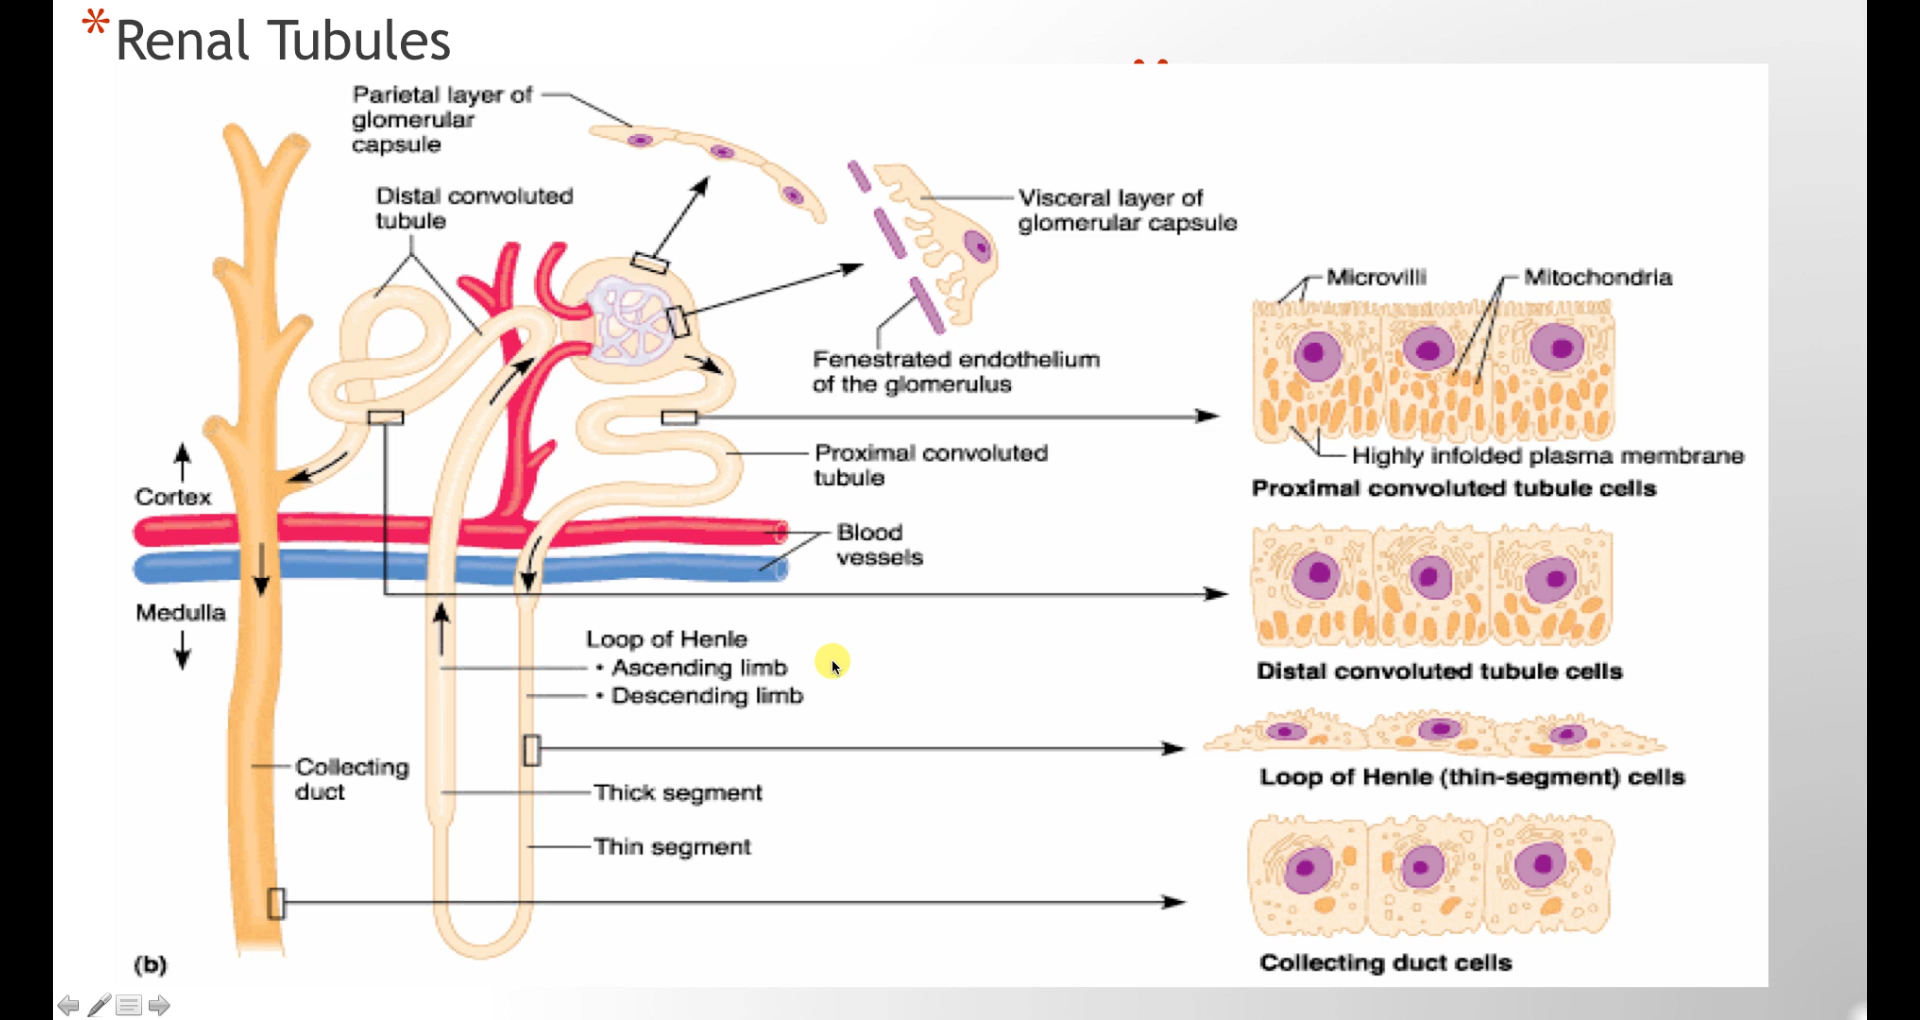 * Renal Tubules
Parietal layer of
glomerular
capsule
Distal convoluted
tubule
Visceral layer of
glomerular capsule
Fenestrated endothelium
of the glomerulus
Microvilli
Mitochondria
Highly infolded plasma membrane
Proximal convoluted tubule cells
Proximal convoluted
tubule
Cortex
Blood
vessels
Medulla
Loop of Henle
• Ascending limb
• Descending limb
Distal convoluted tubule cells
Collecting
duct
Thick segment
Thin segment
Loop of Henle (thin-segment) cells
Collecting duct cells
(b)